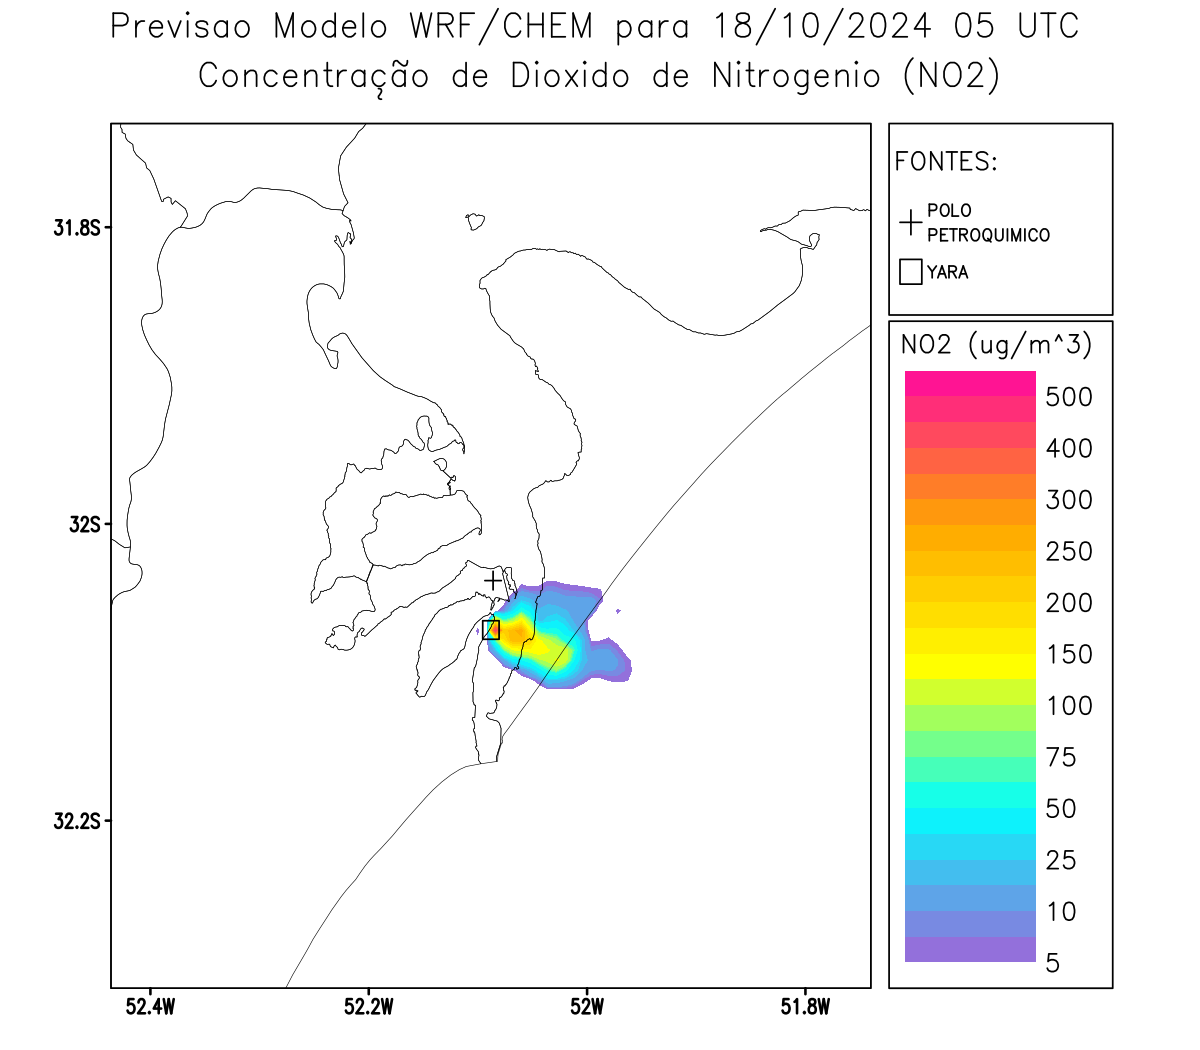 Previsao Modelo WRF/CHEM para 18/10/2024 05 UTC
Concentração de Dioxido de Nitrogenio (NO2)
FONTES:
POLO
PETROQUIMICO
YARA
NO2 (ug/m^3)
500
400
300
250
200
150
100
75
50
25
10
5
31.8S
32S
32.2S
52.4W
52.2W
52W
51.8W